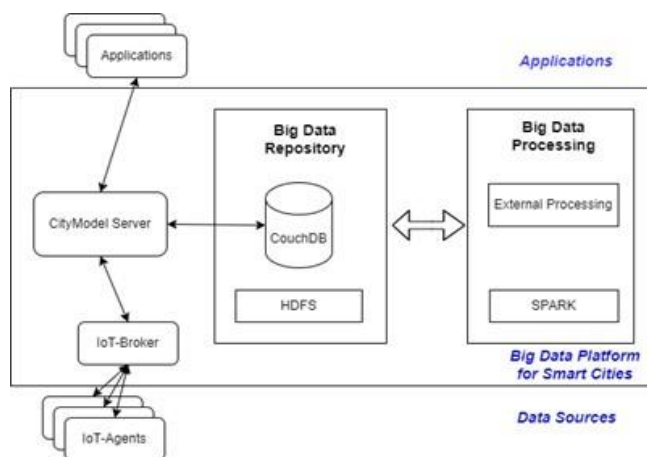 Applications
Applications
Big Data
Repository
Big Data
Processing
CityModel Server
CouchDB
External Processing
HDFS
SPARK
IoT-Broker
Big Data Platform
for Smart Cities
Data Sources
IoT-Agents